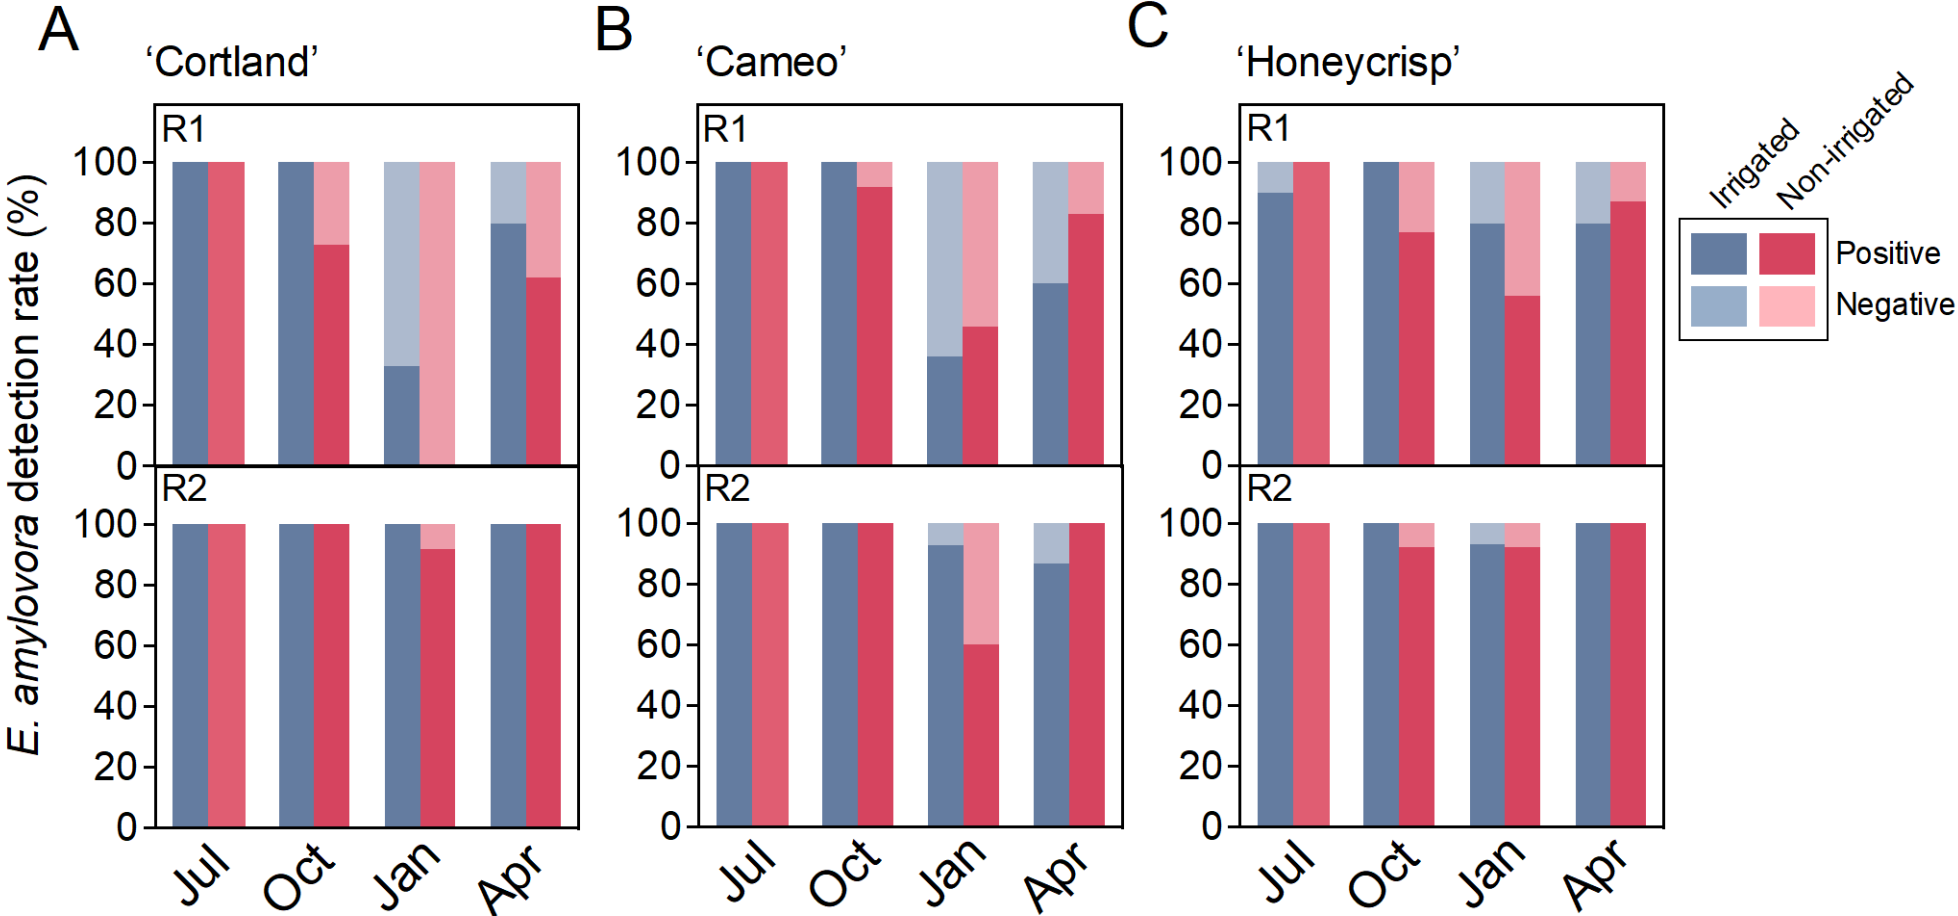 A
‘Cortland’
B
‘Cameo’
C
‘Honeycrisp’
Irrigated
Non-irrigated
Positive
Negative
E. amylovora detection rate (%)
R1
100
80
60
40
20
0
R2
100
80
60
40
20
0
Jul
Oct
Jan
Apr
R1
100
80
60
40
20
0
R2
100
80
60
40
20
0
Jul
Oct
Jan
Apr
R1
100
80
60
40
20
0
R2
100
80
60
40
20
0
Jul
Oct
Jan
Apr